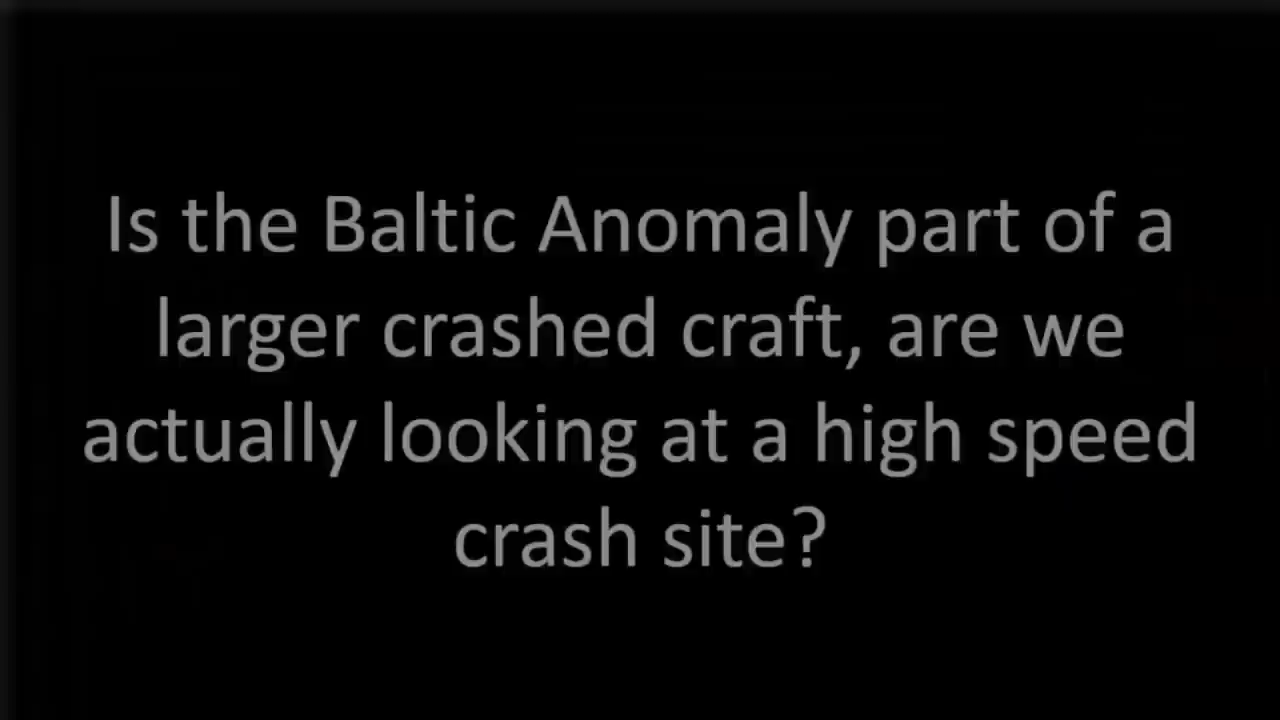 Is the Baltic Anomaly part of a
larger crashed craft, are we
actually looking at a high speed
crash site?